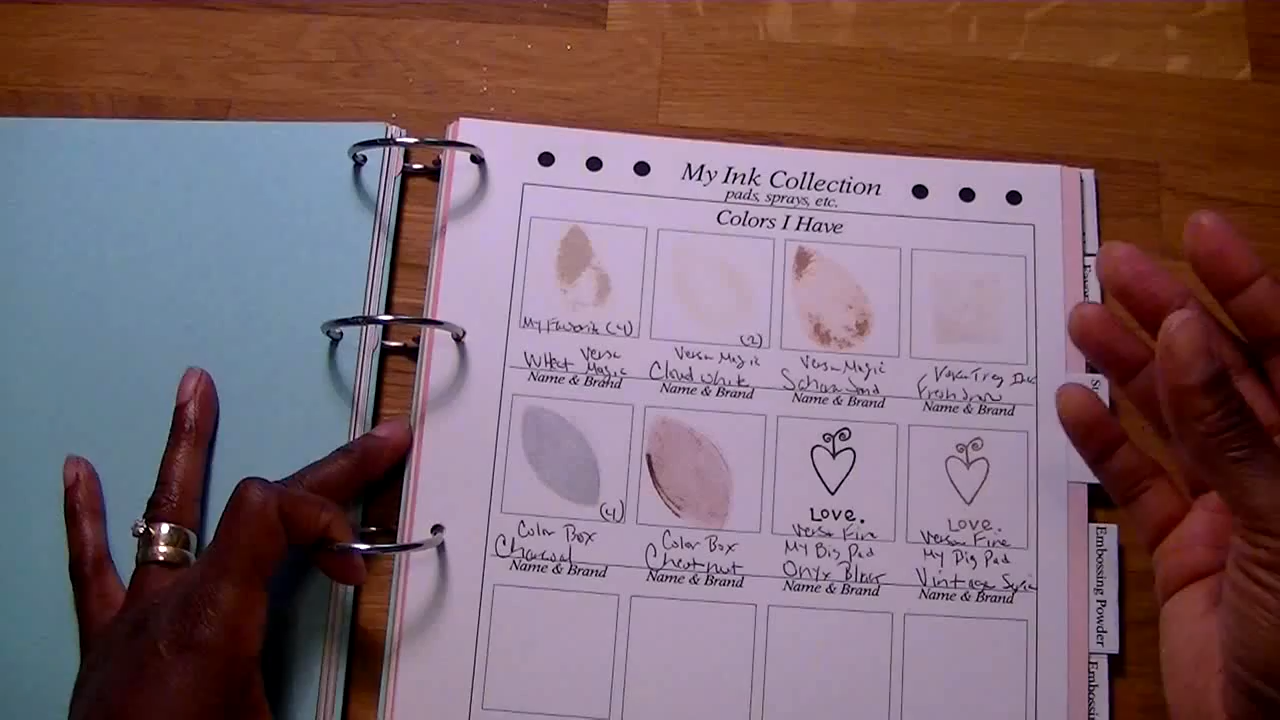 My Ink Collection
pads, sprays, etc.
Colors I Have
My Favorite (4)
(2)
Versa
Wheat Magic
Name & Brand
Versa Magic
Cloud White
Name & Brand
Versa Magic
Sahara Sand
Name & Brand
Name & Brand
(4)
LOVE.
LOVE.
Color Box
Charcoal
Name & Brand
Color Box
Chestnut
Name & Brand
Versa Fine
My Big Pad
Onyx Black
Name & Brand
Versa Fine
My Big Pad
Vintage
Name & Brand
Embossing Powder
Embossing